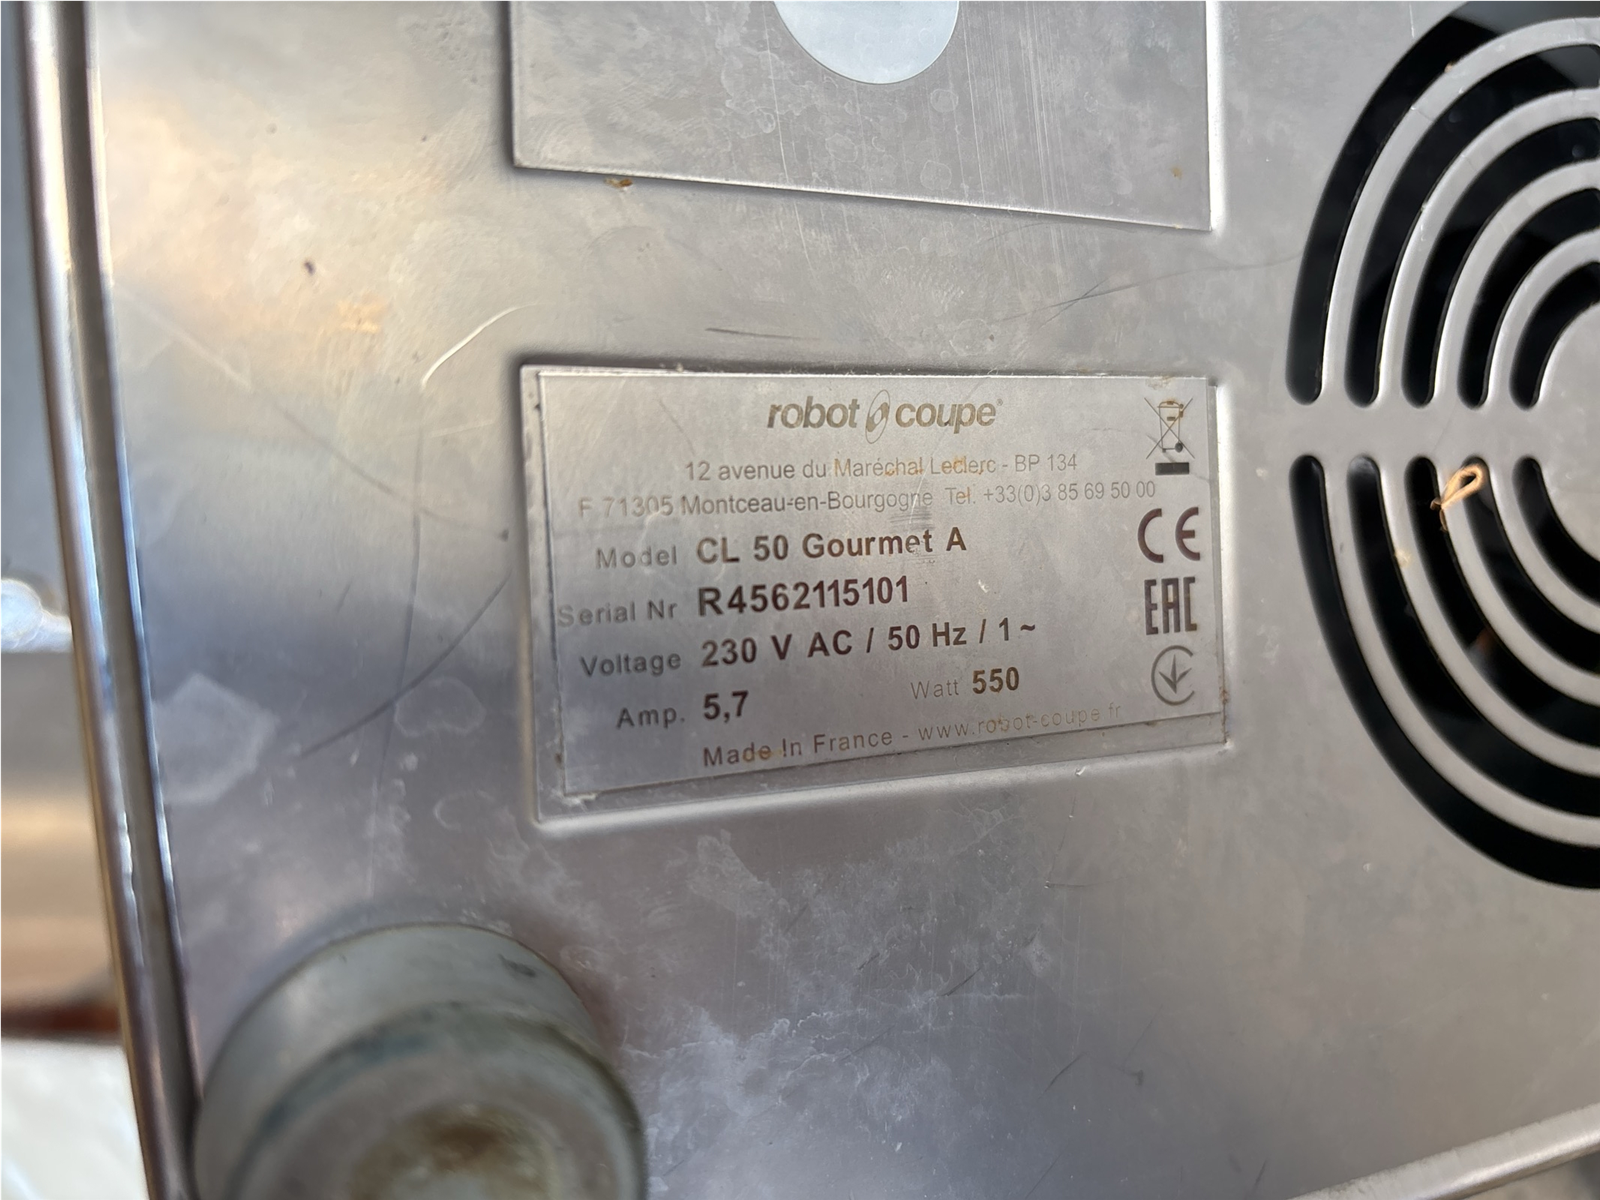 robot coupe
12 avenue du Maréchal Leclerc - BP 134
F 71305 Montceau-en-Bourgogne Tel. +33(0)3 85 69 50 00
Model CL 50 Gourmet A
Serial Nr R4562115101
Voltage 230 V AC / 50 Hz / 1 ~
Amp. 5,7 Watt 550
Made In France - www.robot-coupe.fr
CE
EAC